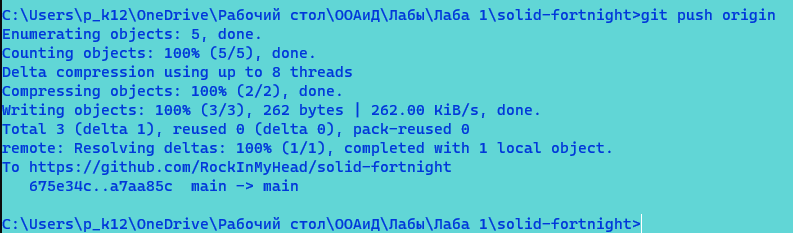 C:\Users\p_k12\OneDrive\Рабочий стол\ООАиД\Лабы\Лаба 1\solid-fortnight>git push origin
Enumerating objects: 5, done.
Counting objects: 100% (5/5), done.
Delta compression using up to 8 threads
Compressing objects: 100% (2/2), done.
Writing objects: 100% (3/3), 262 bytes | 262.00 KiB/s, done.
Total 3 (delta 1), reused 0 (delta 0), pack-reused 0
remote: Resolving deltas: 100% (1/1), completed with 1 local object.
To https://github.com/RockInMyHead/solid-fortnight
   675e34c..a7aa85c  main -> main
C:\Users\p_k12\OneDrive\Рабочий стол\ООАиД\Лабы\Лаба 1\solid-fortnight>